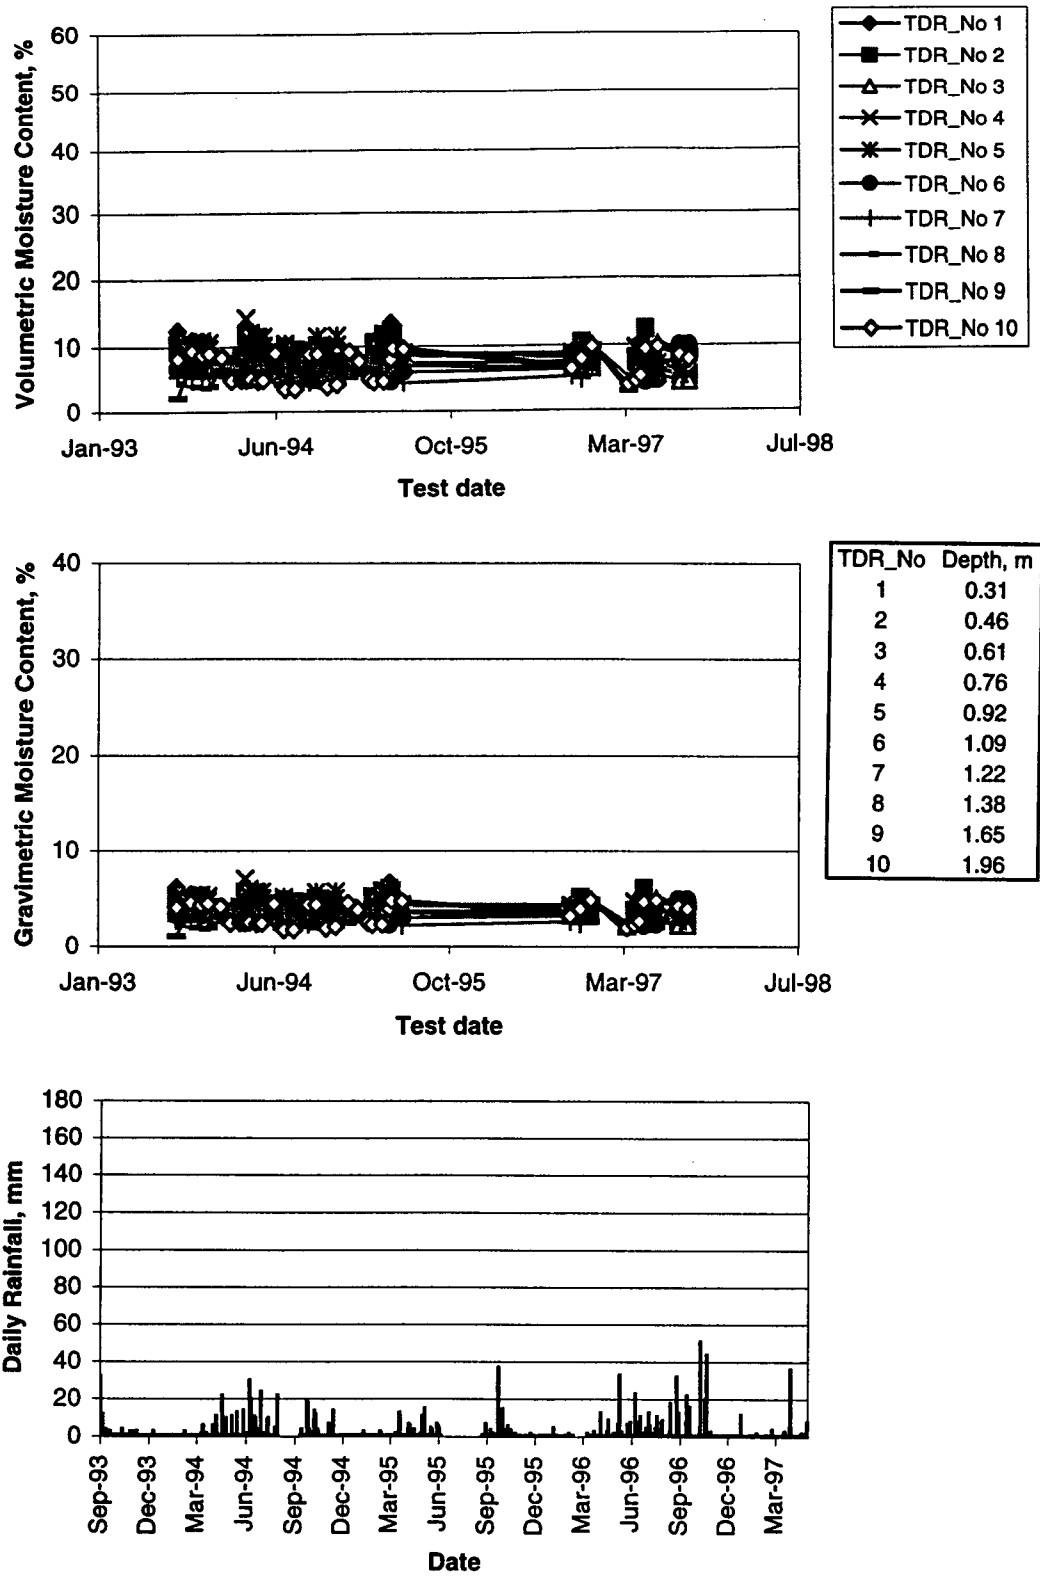 Volumetric Moisture Content, %
60
50
40
30
20
10
0
Jan-93 Jun-94 Oct-95 Mar-97 Jul-98
Test date
TDR_No 1
TDR_No 2
TDR_No 3
TDR_No 4
TDR_No 5
TDR_No 6
TDR_No 7
TDR_No 8
TDR_No 9
TDR_No 10
Gravimetric Moisture Content, %
40
30
20
10
0
Jan-93 Jun-94 Oct-95 Mar-97 Jul-98
Test date
TDR_No Depth, m
1 0.31
2 0.46
3 0.61
4 0.76
5 0.92
6 1.09
7 1.22
8 1.38
9 1.65
10 1.96
Daily Rainfall, mm
180
160
140
120
100
80
60
40
20
0
Sep-93 Dec-93 Mar-94 Jun-94 Sep-94 Dec-94 Mar-95 Jun-95 Sep-95 Dec-95 Mar-96 Jun-96 Sep-96 Dec-96 Mar-97
Date